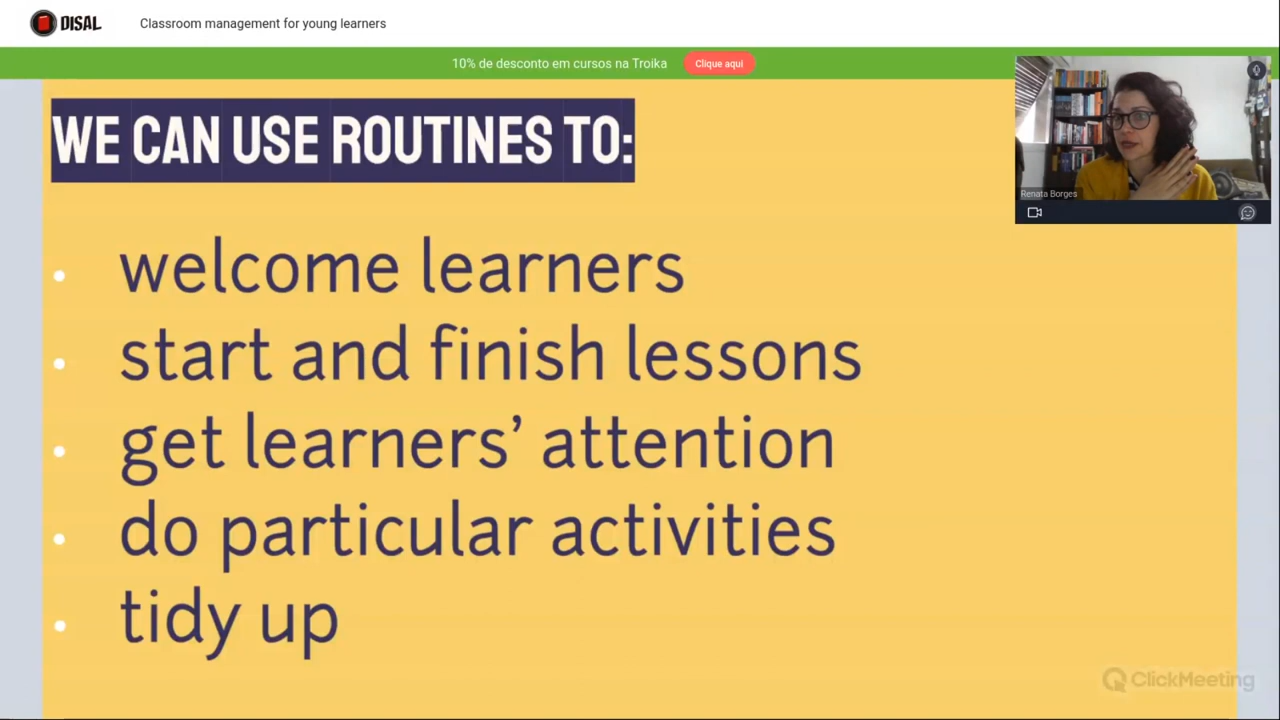 DISAL
Classroom management for young learners
10% de desconto em cursos na Troika
Clique aqui
Renata Borges
WE CAN USE ROUTINES TO:
• welcome learners
• start and finish lessons
• get learners’ attention
• do particular activities
• tidy up
ClickMeeting